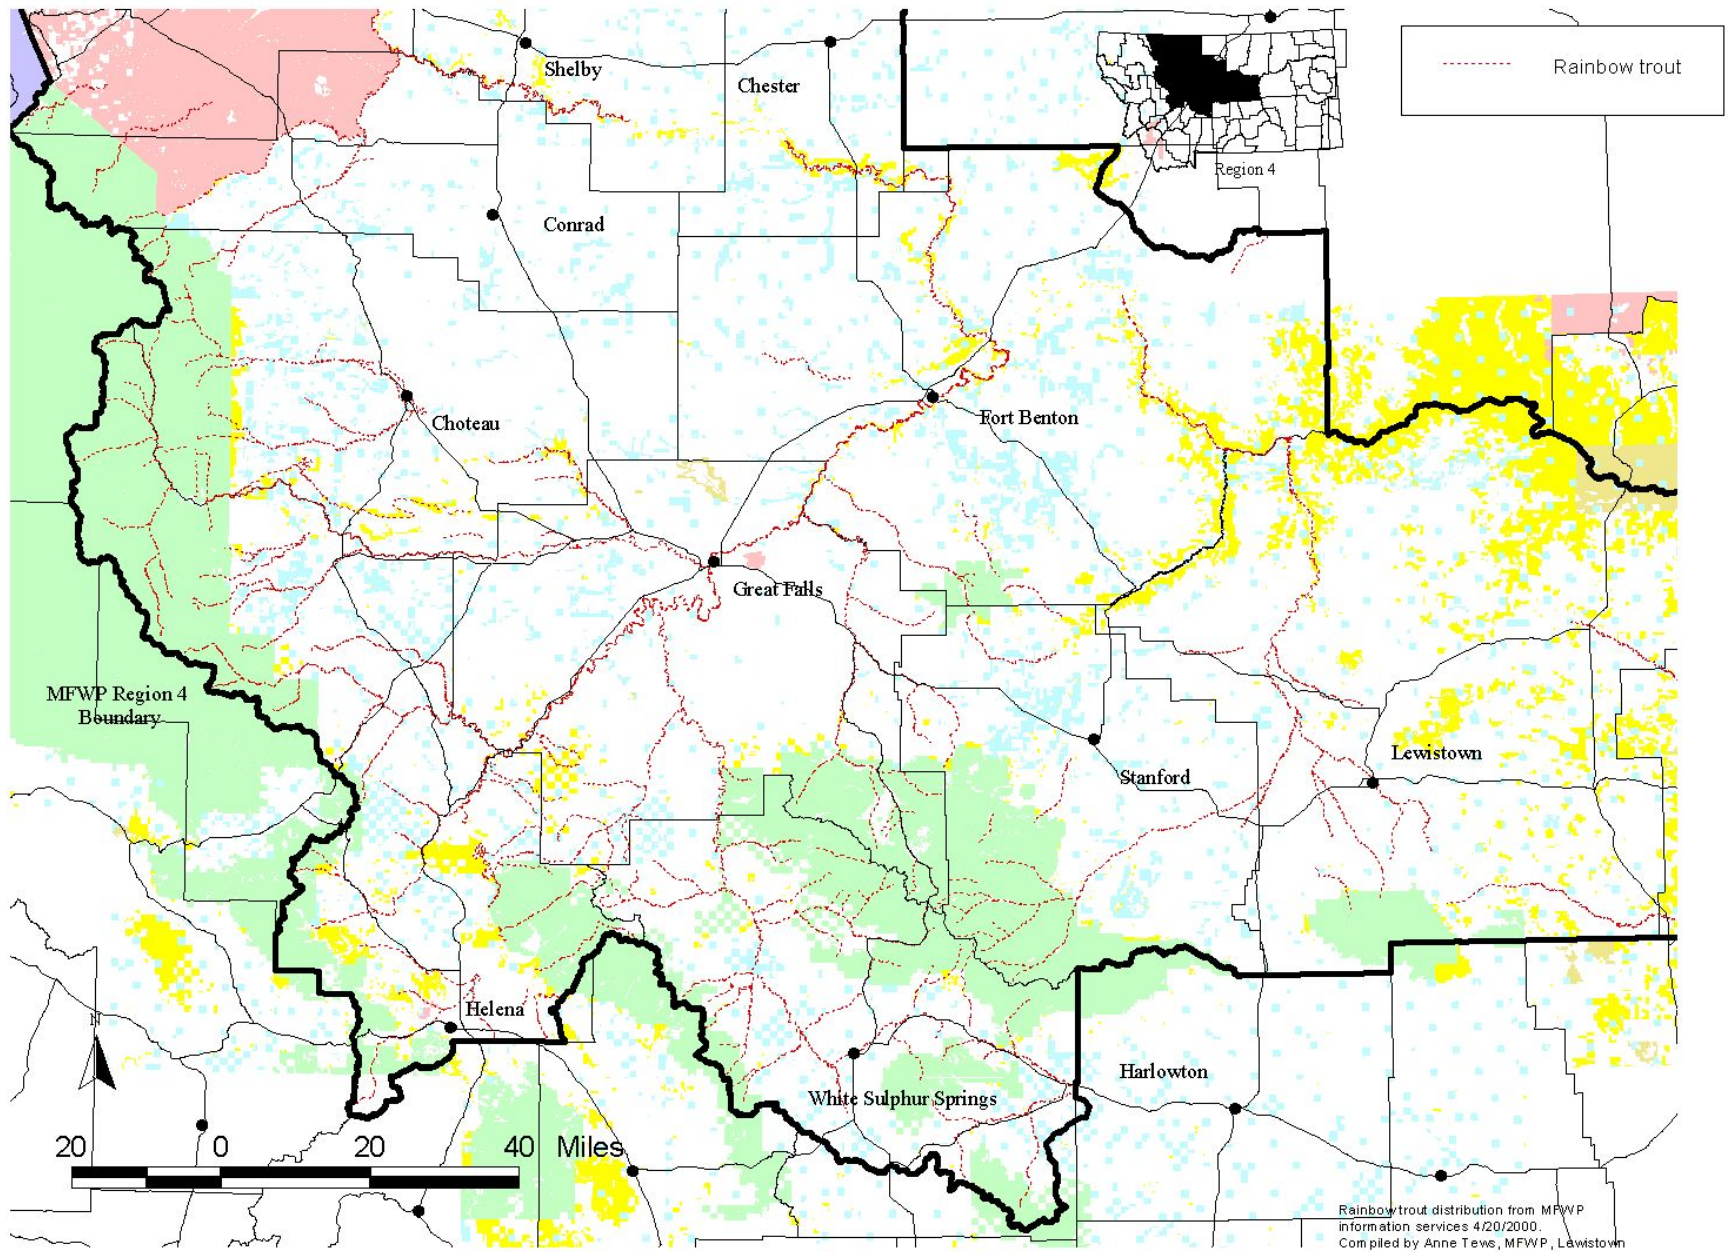 Shelby
Chester
Rainbow trout
Region 4
Conrad
Choteau
Fort Benton
Great Falls
MFWP Region 4
Boundary
Lewistown
Stanford
Helena
N
Harlowton
White Sulphur Springs
20 0 20 40 Miles
Rainbow trout distribution from MFWP
information services 4/20/2000.
Compiled by Anne Tews, MFWP, Lewistown